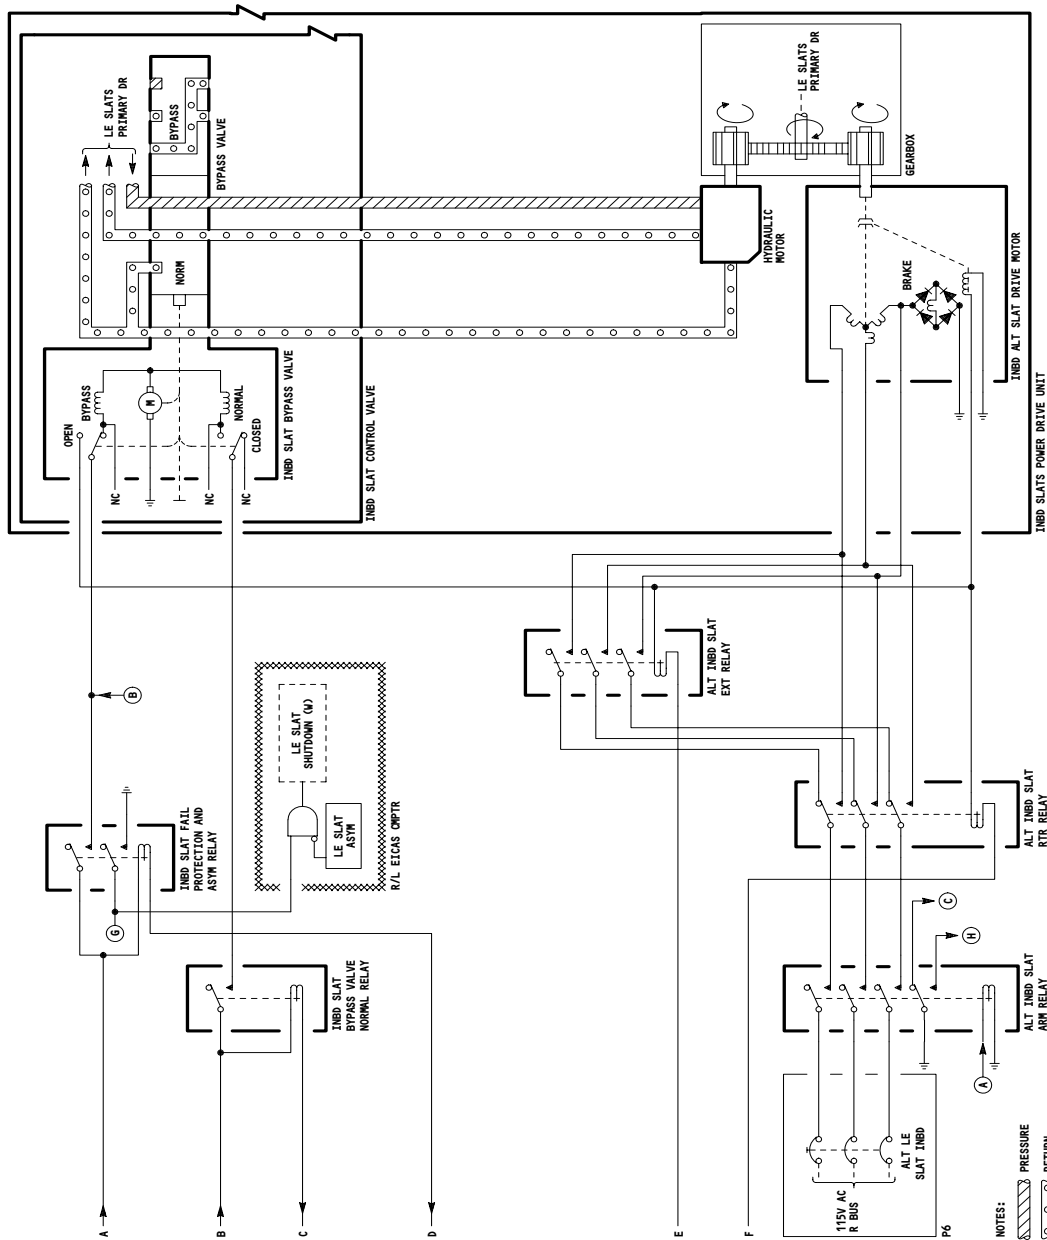 LE SLATS
PRIMARY DR
BYPASS
BYPASS VALVE
NORM
OPEN
BYPASS
M
NORMAL
CLOSED
NC
NC
NC
INBD SLAT BYPASS VALVE
INBD SLAT CONTROL VALVE
LE SLATS
PRIMARY DR
GEARBOX
HYDRAULIC
MOTOR
BRAKE
INBD ALT SLAT DRIVE MOTOR
INBD SLATS POWER DRIVE UNIT
B
INBD SLAT FAIL
PROTECTION AND
ASYM RELAY
G
LE SLAT
SHUTDOWN (W)
LE SLAT
ASYM
R/L EICAS CMPTR
INBD SLAT
BYPASS VALVE
NORMAL RELAY
ALT INBD SLAT
EXT RELAY
ALT INBD SLAT
RTR RELAY
C
H
ALT INBD SLAT
ARM RELAY
A
ALT LE
SLAT INBD
115V AC
R BUS
P6
A
B
C
D
E
F
NOTES:
PRESSURE
RETURN